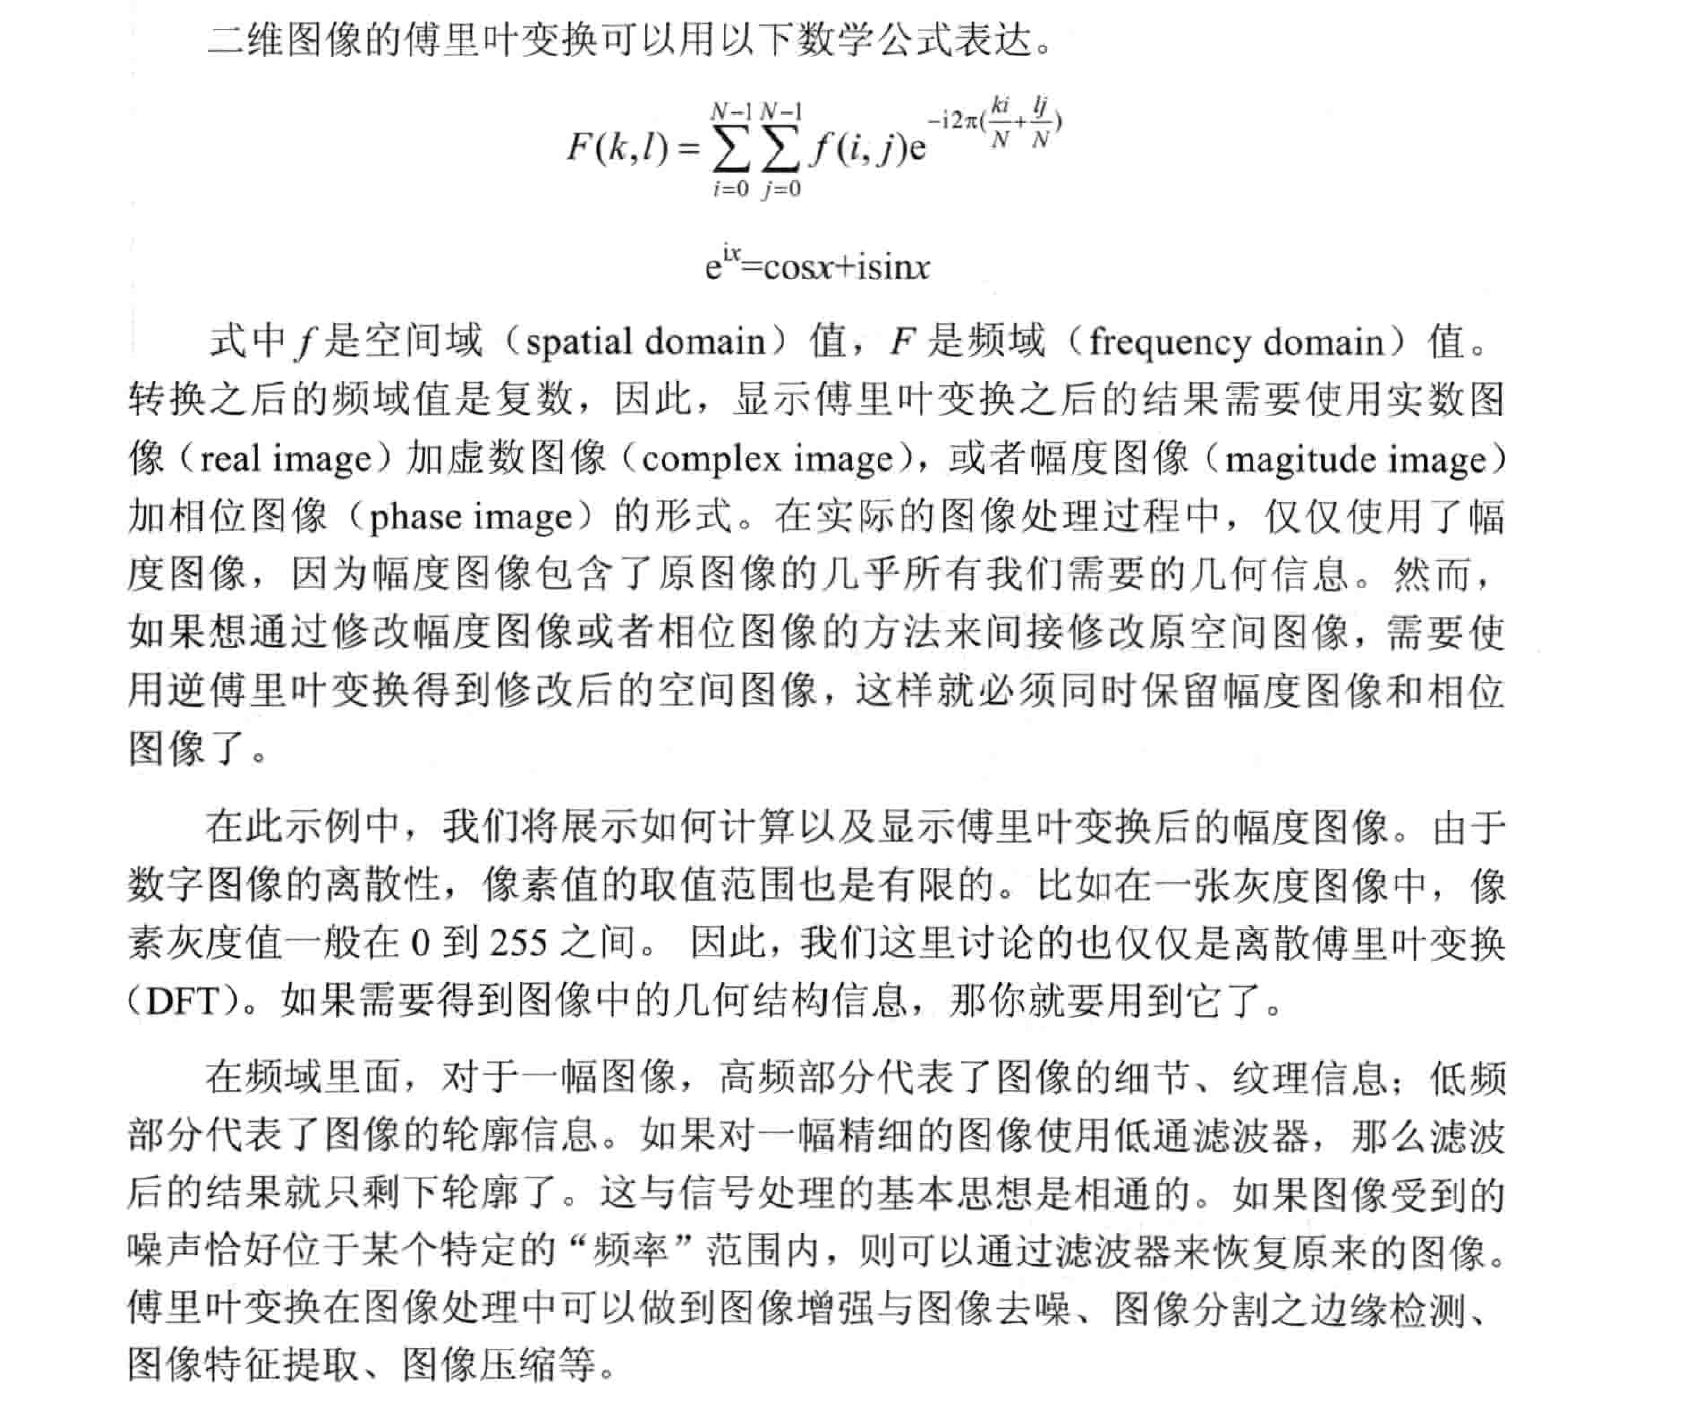 二维图像的傅里叶变换可以用以下数学公式表达。
F(k,l) = \sum_{i=0}^{N-1} \sum_{j=0}^{N-1} f(i, j)e^{-i2π(\frac{ki}{N}+\frac{lj}{N})}
e^{ix}=cosx+isinx
式中 f 是空间域（spatial domain）值，F 是频域（frequency domain）值。
转换之后的频域值是复数，因此，显示傅里叶变换之后的结果需要使用实数图
像（real image）加虚数图像（complex image），或者幅度图像（magitude image）
加相位图像（phase image）的形式。在实际的图像处理过程中，仅仅使用了幅
度图像，因为幅度图像包含了原图像的几乎所有我们需要的几何信息。然而，
如果想通过修改幅度图像或者相位图像的方法来间接修改原空间图像，需要使
用逆傅里叶变换得到修改后的空间图像，这样就必须同时保留幅度图像和相位
图像了。
在此示例中，我们将展示如何计算以及显示傅里叶变换后的幅度图像。由于
数字图像的离散性，像素值的取值范围也是有限的。比如在一张灰度图像中，像
素灰度值一般在 0 到 255 之间。 因此，我们这里讨论的也仅仅是离散傅里叶变换
（DFT）。如果需要得到图像中的几何结构信息，那你就要用到它了。
在频域里面，对于一幅图像，高频部分代表了图像的细节、纹理信息；低频
部分代表了图像的轮廓信息。如果对一幅精细的图像使用低通滤波器，那么滤波
后的结果就只剩下轮廓了。这与信号处理的基本思想是相通的。如果图像受到的
噪声恰好位于某个特定的“频率”范围内，则可以通过滤波器来恢复原来的图像。
傅里叶变换在图像处理中可以做到图像增强与图像去噪、图像分割之边缘检测、
图像特征提取、图像压缩等。